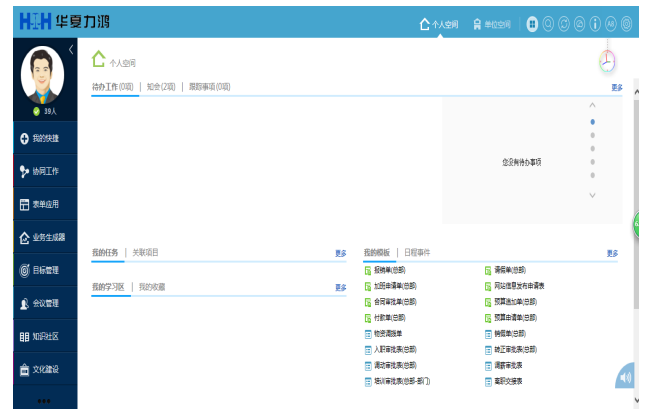 HIH 华夏力鸿
个人空间 单位空间
个人空间
39人
待办工作(0项) 知会(2项) 跟踪事项(0项) 更多
我的快捷
协同工作
您没有待办事项
表单应用
业务生成器
我的任务 关联项目 更多
我的模板 日程事件 更多
目标管理
报销单(总部) 请假单(总部)
我的学习区 我的收藏 更多
加班申请单(总部) 网站信息发布申请表
会议管理
合同审批单(总部) 预算追加单(总部)
付款单(总部) 预算申请单(总部)
知识社区
物资调拨单 销假单(总部)
入职审批表(总部) 转正审批表(总部)
文化建设
调动审批表(总部) 调薪审批表
培训审批表(总部-部门) 离职交接表